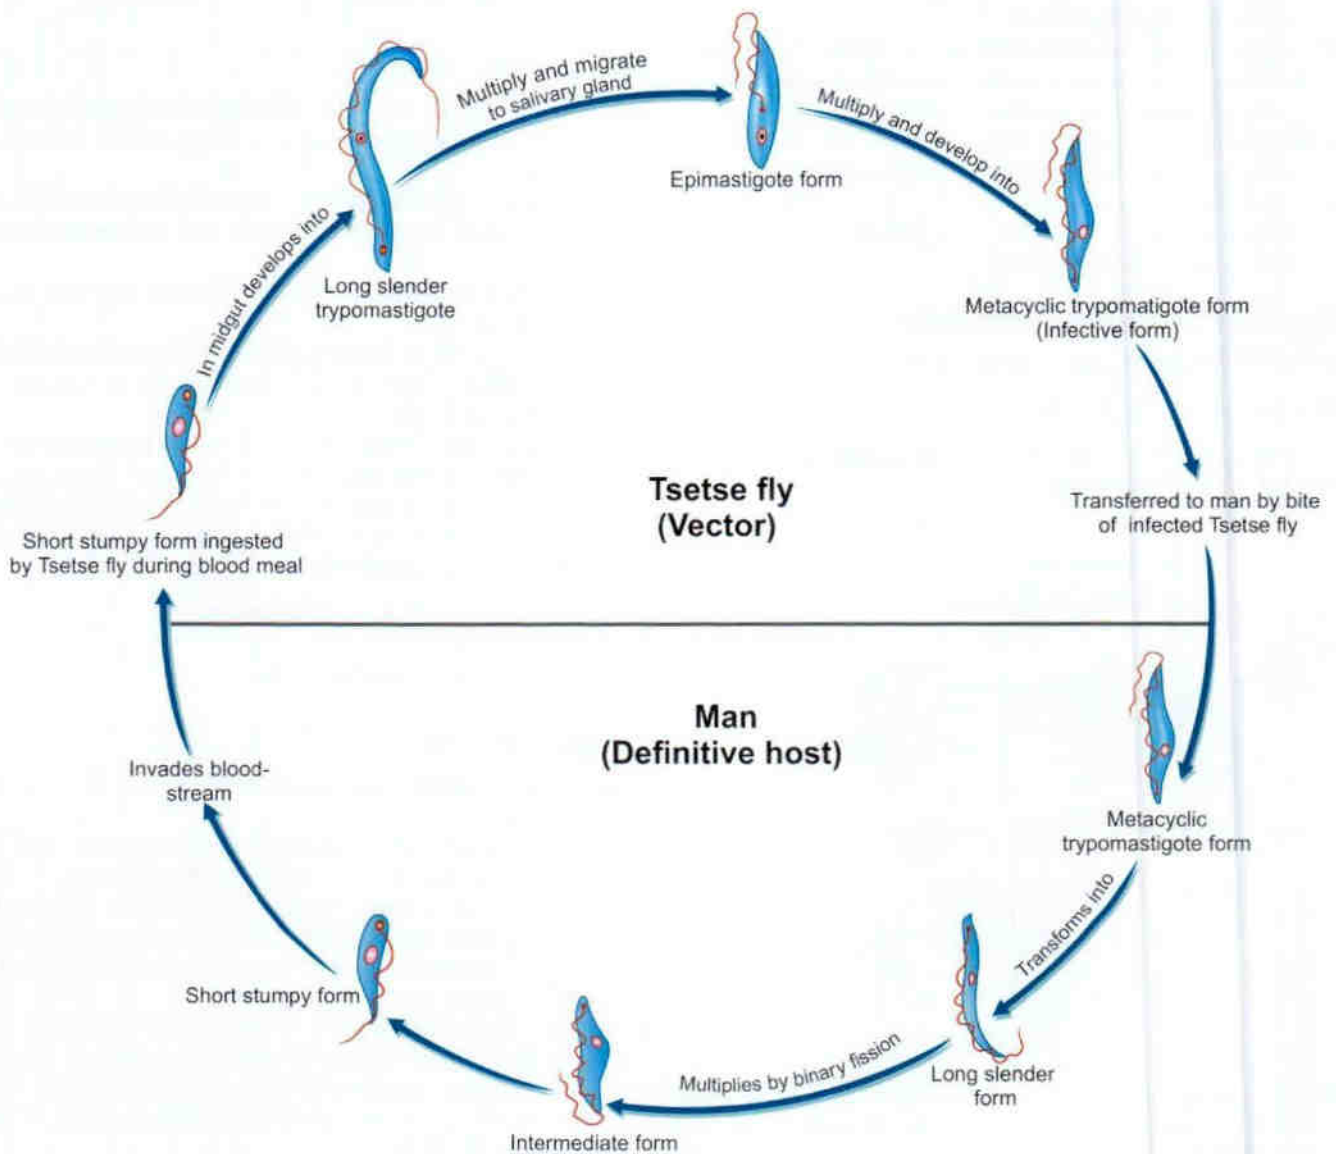 Multiply and migrate
to salivary gland
Multiply and develop into
Epimastigote form
In midgut develops into
Long slender
trypomastigote
Metacyclic trypomatigote form
(Infective form)
Tsetse fly
(Vector)
Transferred to man by bite
of infected Tsetse fly
Short stumpy form ingested
by Tsetse fly during blood meal
Man
(Definitive host)
Invades blood-
stream
Metacyclic
trypomastigote form
Transforms into
Short stumpy form
Multiplies by binary fission
Long slender
form
Intermediate form